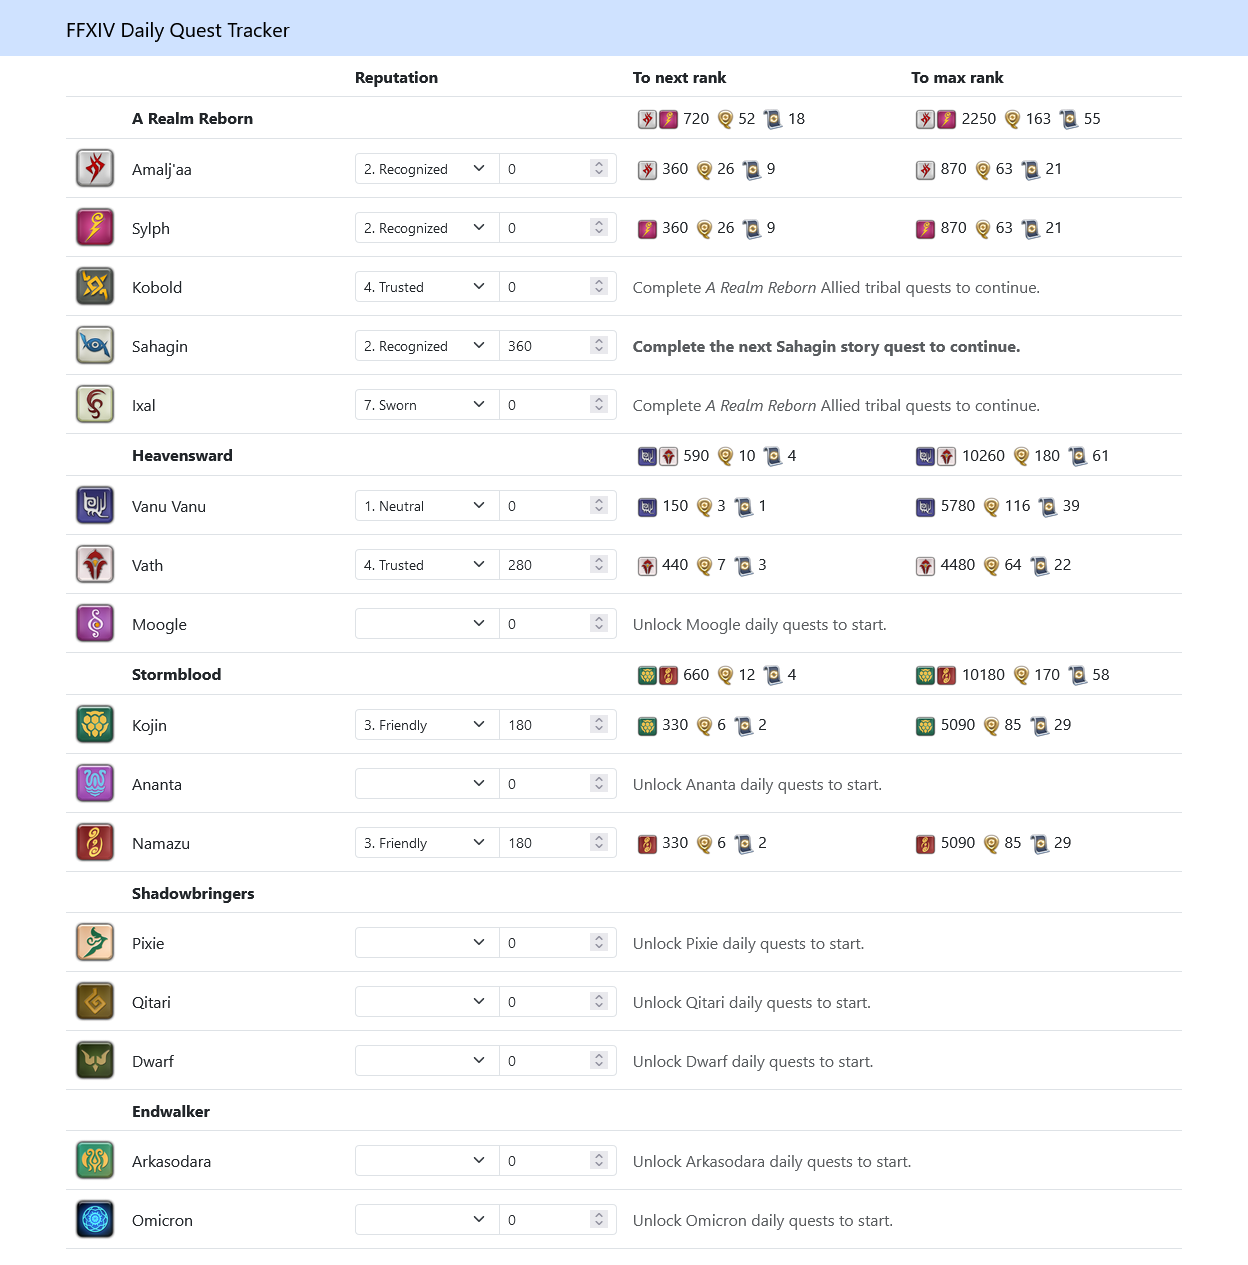 FFXIV Daily Quest Tracker
Reputation To next rank To max rank
A Realm Reborn 720 52 18 2250 163 55
Amalj'aa 2. Recognized 0 360 26 9 870 63 21
Sylph 2. Recognized 0 360 26 9 870 63 21
Kobold 4. Trusted 0 Complete A Realm Reborn Allied tribal quests to continue.
Sahagin 2. Recognized 360 Complete the next Sahagin story quest to continue.
Ixal 7. Sworn 0 Complete A Realm Reborn Allied tribal quests to continue.
Heavensward 590 10 4 10260 180 61
Vanu Vanu 1. Neutral 0 150 3 1 5780 116 39
Vath 4. Trusted 280 440 7 3 4480 64 22
Moogle 0 Unlock Moogle daily quests to start.
Stormblood 660 12 4 10180 170 58
Kojin 3. Friendly 180 330 6 2 5090 85 29
Ananta 0 Unlock Ananta daily quests to start.
Namazu 3. Friendly 180 330 6 2 5090 85 29
Shadowbringers
Pixie 0 Unlock Pixie daily quests to start.
Qitari 0 Unlock Qitari daily quests to start.
Dwarf 0 Unlock Dwarf daily quests to start.
Endwalker
Arkasodara 0 Unlock Arkasodara daily quests to start.
Omicron 0 Unlock Omicron daily quests to start.